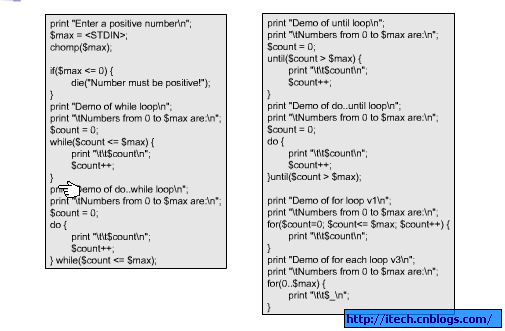 print "Enter a positive number\n";
$max = <STDIN>;
chomp($max);
if($max <= 0) {
die("Number must be positive!");
}
print "Demo of while loop\n";
print "\tNumbers from 0 to $max are:\n";
$count = 0;
while($count <= $max) {
print "\t\t$count\n";
$count++;
}
print "Demo of do..while loop\n";
print "\tNumbers from 0 to $max are:\n";
$count = 0;
do {
print "\t\t$count\n";
$count++;
} while($count <= $max);
print "Demo of until loop\n";
print "\tNumbers from 0 to $max are:\n";
$count = 0;
until($count > $max) {
print "\t\t$count\n";
$count++;
}
print "Demo of do..until loop\n";
print "\tNumbers from 0 to $max are:\n";
$count = 0;
do {
print "\t\t$count\n";
$count++;
}until($count > $max);
print "Demo of for loop v1\n";
print "\tNumbers from 0 to $max are:\n";
for($count=0; $count<= $max; $count++) {
print "\t\t$count\n";
}
print "Demo of for each loop v3\n";
print "\tNumbers from 0 to $max are:\n";
for(0..$max) {
print "\t\t$_\n";
}
http://itech.cnblogs.com/